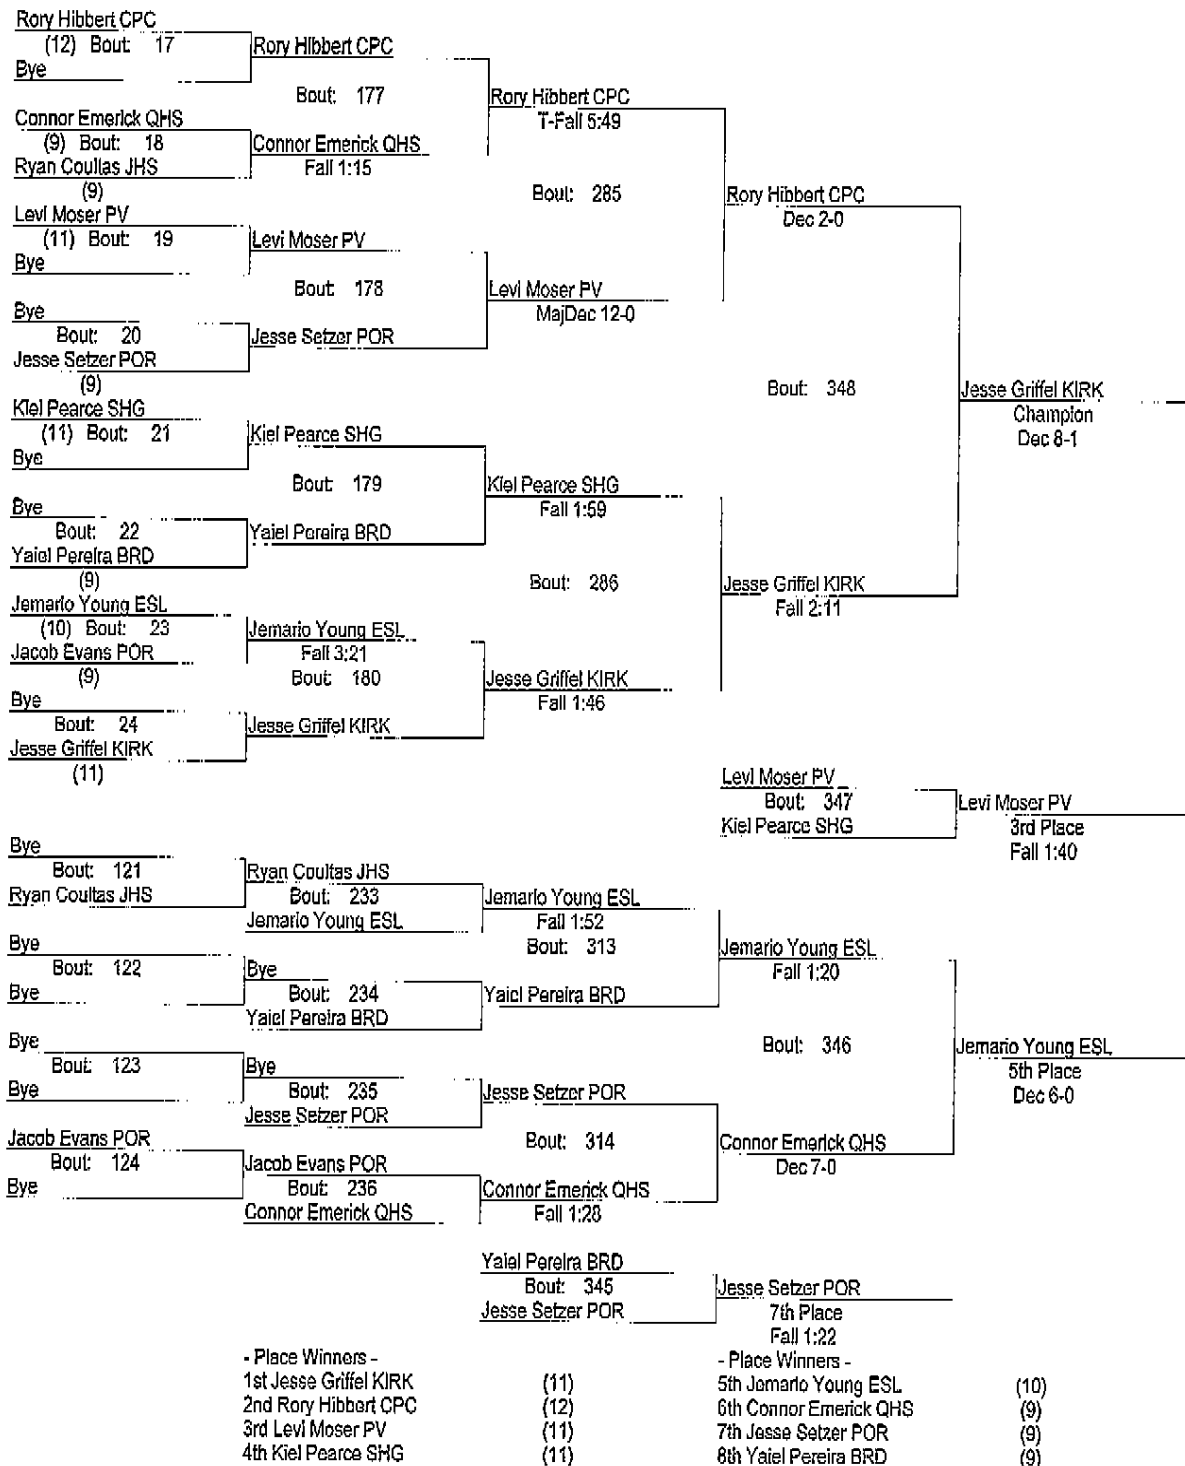 Rory Hibbert CPC
(12) Bout: 17
Rory Hibbert CPC
Bye
Bout: 177
Rory Hibbert CPC
T-Fall 5:49
Connor Emerick QHS
(9) Bout: 18
Connor Emerick QHS
Fall 1:15
Ryan Coultas JHS
(9)
Bout: 285
Rory Hibbert CPC
Dec 2-0
Levi Moser PV
(11) Bout: 19
Levi Moser PV
Bye
Bout: 178
Levi Moser PV
MajDec 12-0
Bye
Bout: 20
Jesse Setzer POR
Jesse Setzer POR
(9)
Bout: 348
Jesse Griffel KIRK
Champion
Dec 8-1
Kiel Pearce SHG
(11) Bout: 21
Kiel Pearce SHG
Bye
Bout: 179
Kiel Pearce SHG
Fall 1:59
Bye
Bout: 22
Yaiel Pereira BRD
Yaiel Pereira BRD
(9)
Bout: 286
Jesse Griffel KIRK
Fall 2:11
Jemario Young ESL
(10) Bout: 23
Jemario Young ESL
Fall 3:21
Jacob Evans POR
(9)
Bout: 180
Jesse Griffel KIRK
Fall 1:46
Bye
Bout: 24
Jesse Griffel KIRK
Jesse Griffel KIRK
(11)
Levi Moser PV
Bout: 347
Levi Moser PV
Kiel Pearce SHG
3rd Place
Fall 1:40
Bye
Bout: 121
Ryan Coultas JHS
Ryan Coultas JHS
Bout: 233
Jemario Young ESL
Jemario Young ESL
Fall 1:52
Bout: 313
Jemario Young ESL
Fall 1:20
Bye
Bout: 122
Bye
Bye
Bout: 234
Yaiel Pereira BRD
Yaiel Pereira BRD
Bout: 346
Jemario Young ESL
5th Place
Dec 6-0
Bye
Bout: 123
Bye
Bye
Bout: 235
Jesse Setzer POR
Jesse Setzer POR
Bout: 314
Connor Emerick QHS
Dec 7-0
Jacob Evans POR
Bout: 124
Jacob Evans POR
Bye
Bout: 236
Connor Emerick QHS
Connor Emerick QHS
Fall 1:28
Yaiel Pereira BRD
Bout: 345
Jesse Setzer POR
Jesse Setzer POR
7th Place
Fall 1:22
- Place Winners -
1st Jesse Griffel KIRK (11)
2nd Rory Hibbert CPC (12)
3rd Levi Moser PV (11)
4th Kiel Pearce SHG (11)
- Place Winners -
5th Jemario Young ESL (10)
6th Connor Emerick QHS (9)
7th Jesse Setzer POR (9)
8th Yaiel Pereira BRD (9)